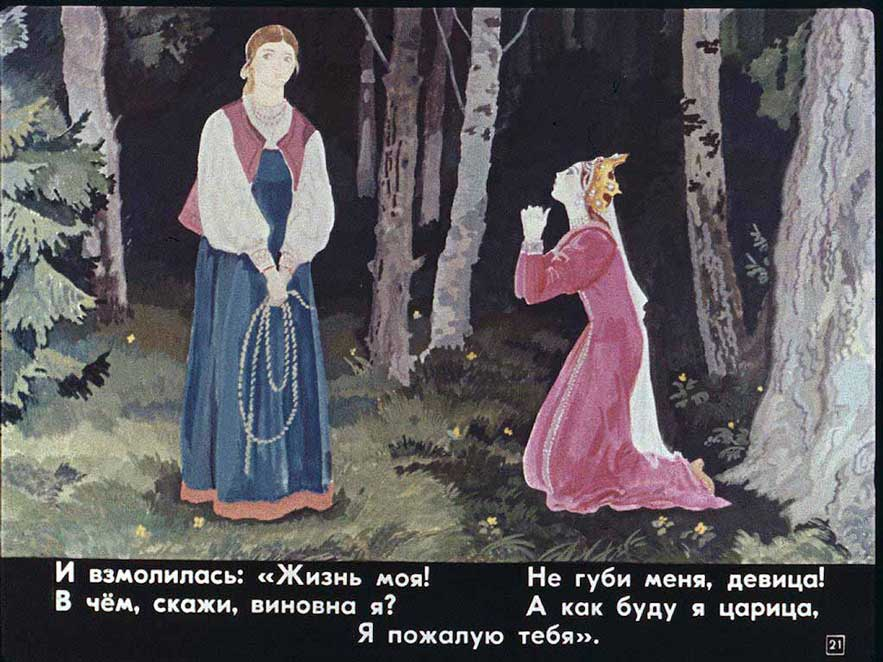 И взмолилась: «Жизнь моя!
В чём, скажи, виновна я?
Не губи меня, девица!
А как буду я царица,
Я пожалую тебя».
21